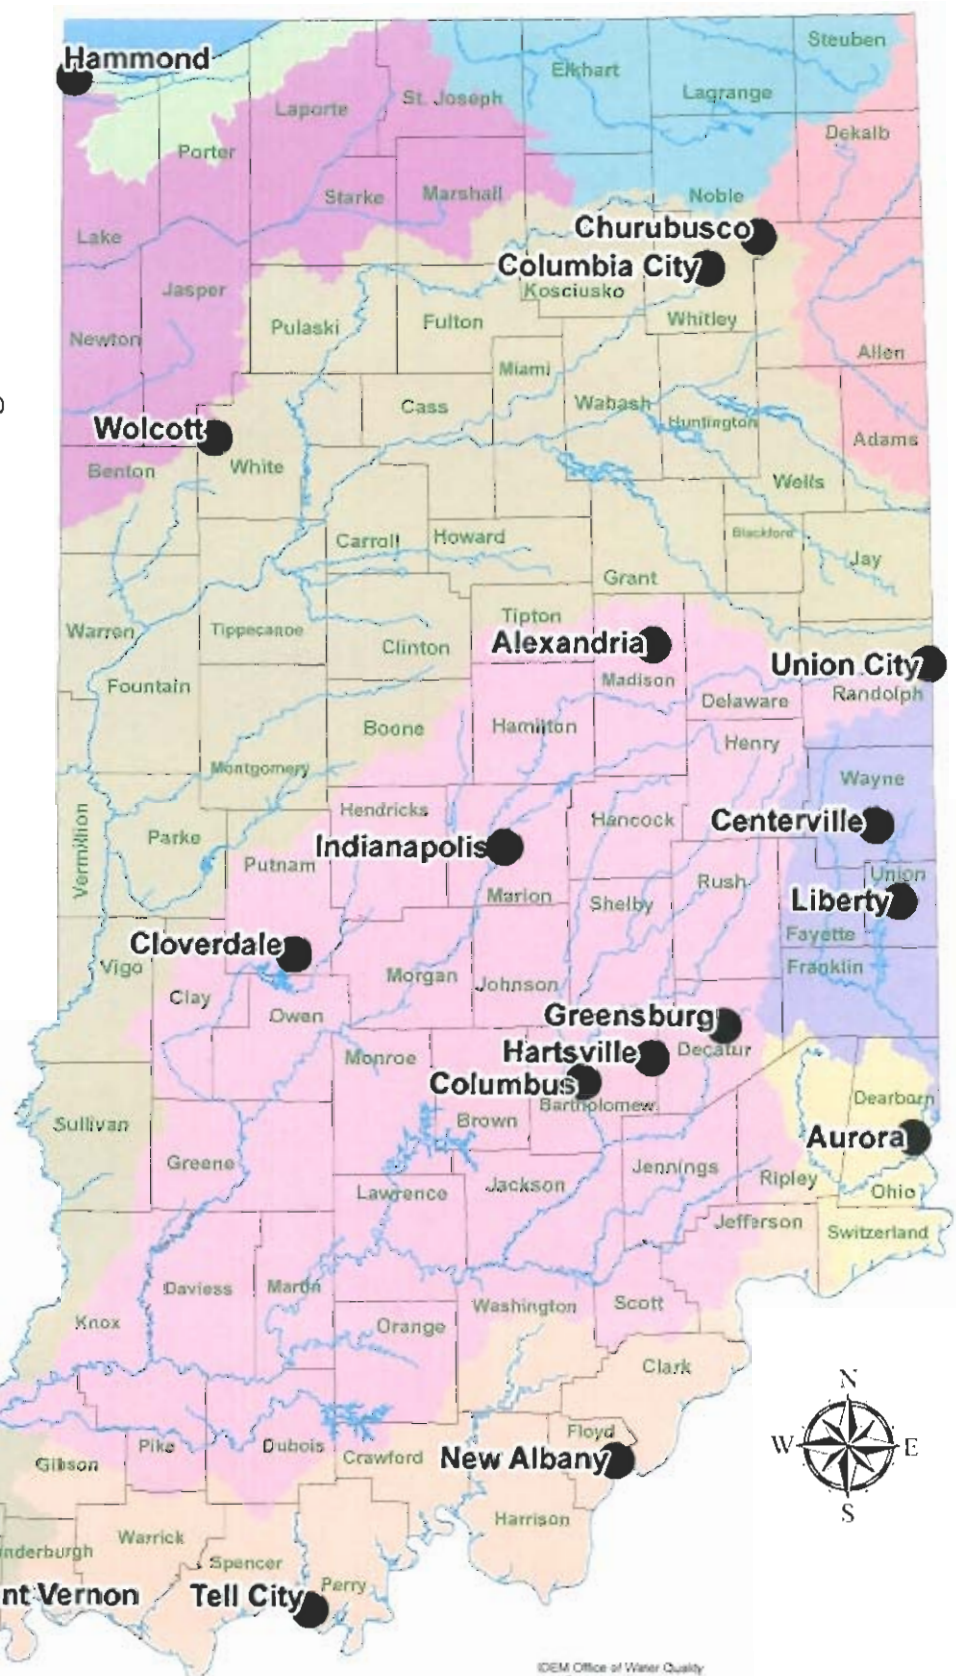 Steuben
Hammond
Elkhart
Lagrange
St. Joseph
Laporte
Dekalb
Porter
Starke
Marshall
Noble
Churubusco
Lake
Columbia City
Jasper
Kosciusko
Whitley
Pulaski
Fulton
Newton
Allen
Miami
Cass
Wabash
Huntington
Wolcott
Adams
Benton
White
Wells
Carroll
Howard
Blackford
Jay
Grant
Tipton
Warren
Tippecanoe
Clinton
Alexandria
Union City
Madison
Randolph
Fountain
Delaware
Boone
Hamilton
Henry
Montgomery
Wayne
Hendricks
Hancock
Centerville
Vermillion
Parke
Indianapolis
Putnam
Rush
Union
Marion
Shelby
Liberty
Fayette
Cloverdale
Vigo
Morgan
Johnson
Franklin
Clay
Owen
Greensburg
Hartsville
Decatur
Monroe
Columbus
Bartholomew
Dearborn
Sullivan
Brown
Aurora
Greene
Jennings
Ripley
Lawrence
Jackson
Ohio
Jefferson
Switzerland
Daviess
Martin
Washington
Scott
Knox
Orange
Clark
N
Floyd
W
E
Pike
Dubois
Crawford
New Albany
Gibson
S
Harrison
Warrick
nderburgh
Spencer
Perry
nt Vernon
Tell City
IDEM Office of Water Quality